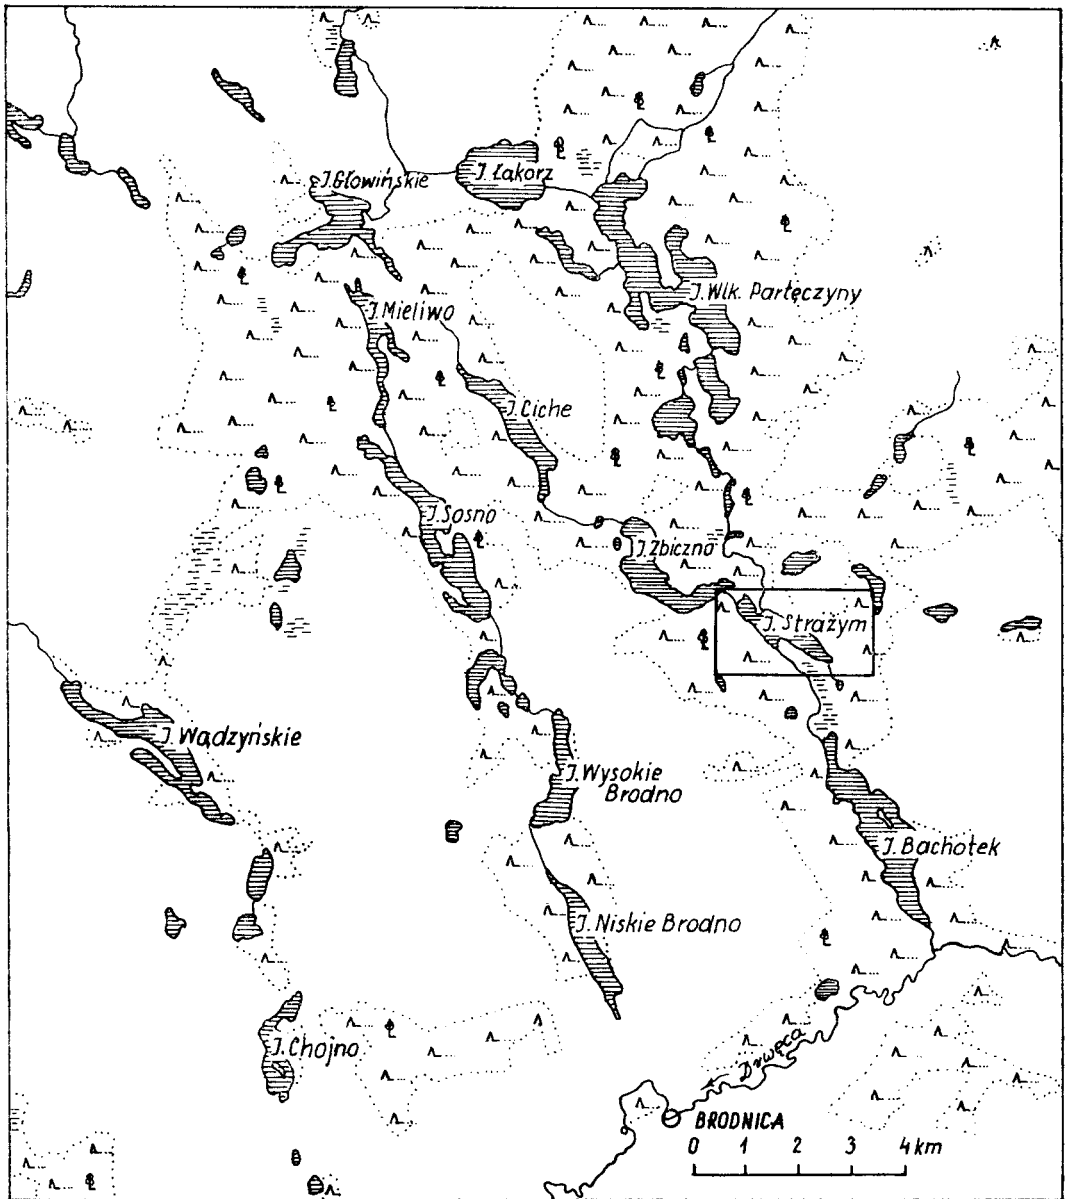 J. Łąkorz
J. Głowińskie
J. Wlk. Partęczyny
J. Mieliwo
J. Ciche
J. Sosno
J. Zbiczno
J. Strażym
J. Wądzyńskie
J. Wysokie
Brodno
J. Bachotek
J. Niskie Brodno
J. Chojno
Drwęca
BRODNICA
0 1 2 3 4 km